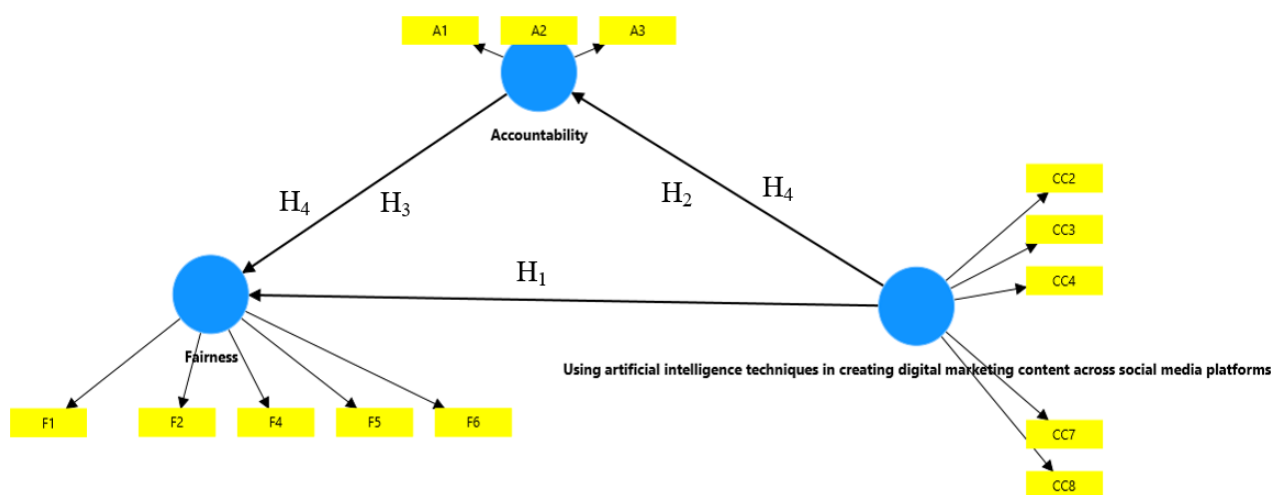 A1 A2 A3
Accountability
CC2
H₄ H₃ H₂ H₄
CC3
H₁
CC4
Fairness
Using artificial intelligence techniques in creating digital marketing content across social media platforms
F1 F2 F4 F5 F6
CC7
CC8